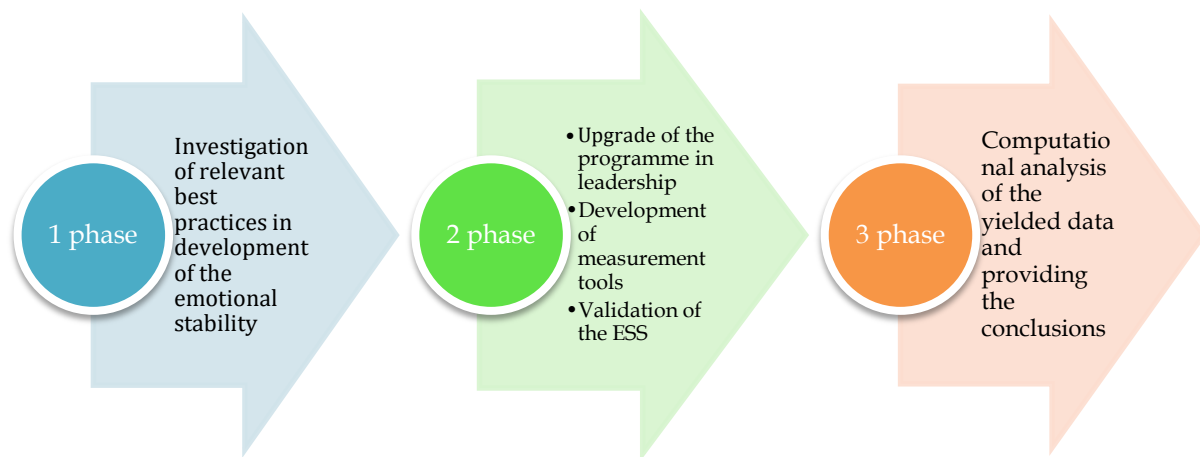 1 phase
Investigation
of relevant
best
practices in
development
of the
emotional
stability
2 phase
•Upgrade of the
programme in
leadership
•Development
of
measurement
tools
•Validation of
the ESS
3 phase
Computatio
nal analysis
of the
yielded data
and
providing
the
conclusions